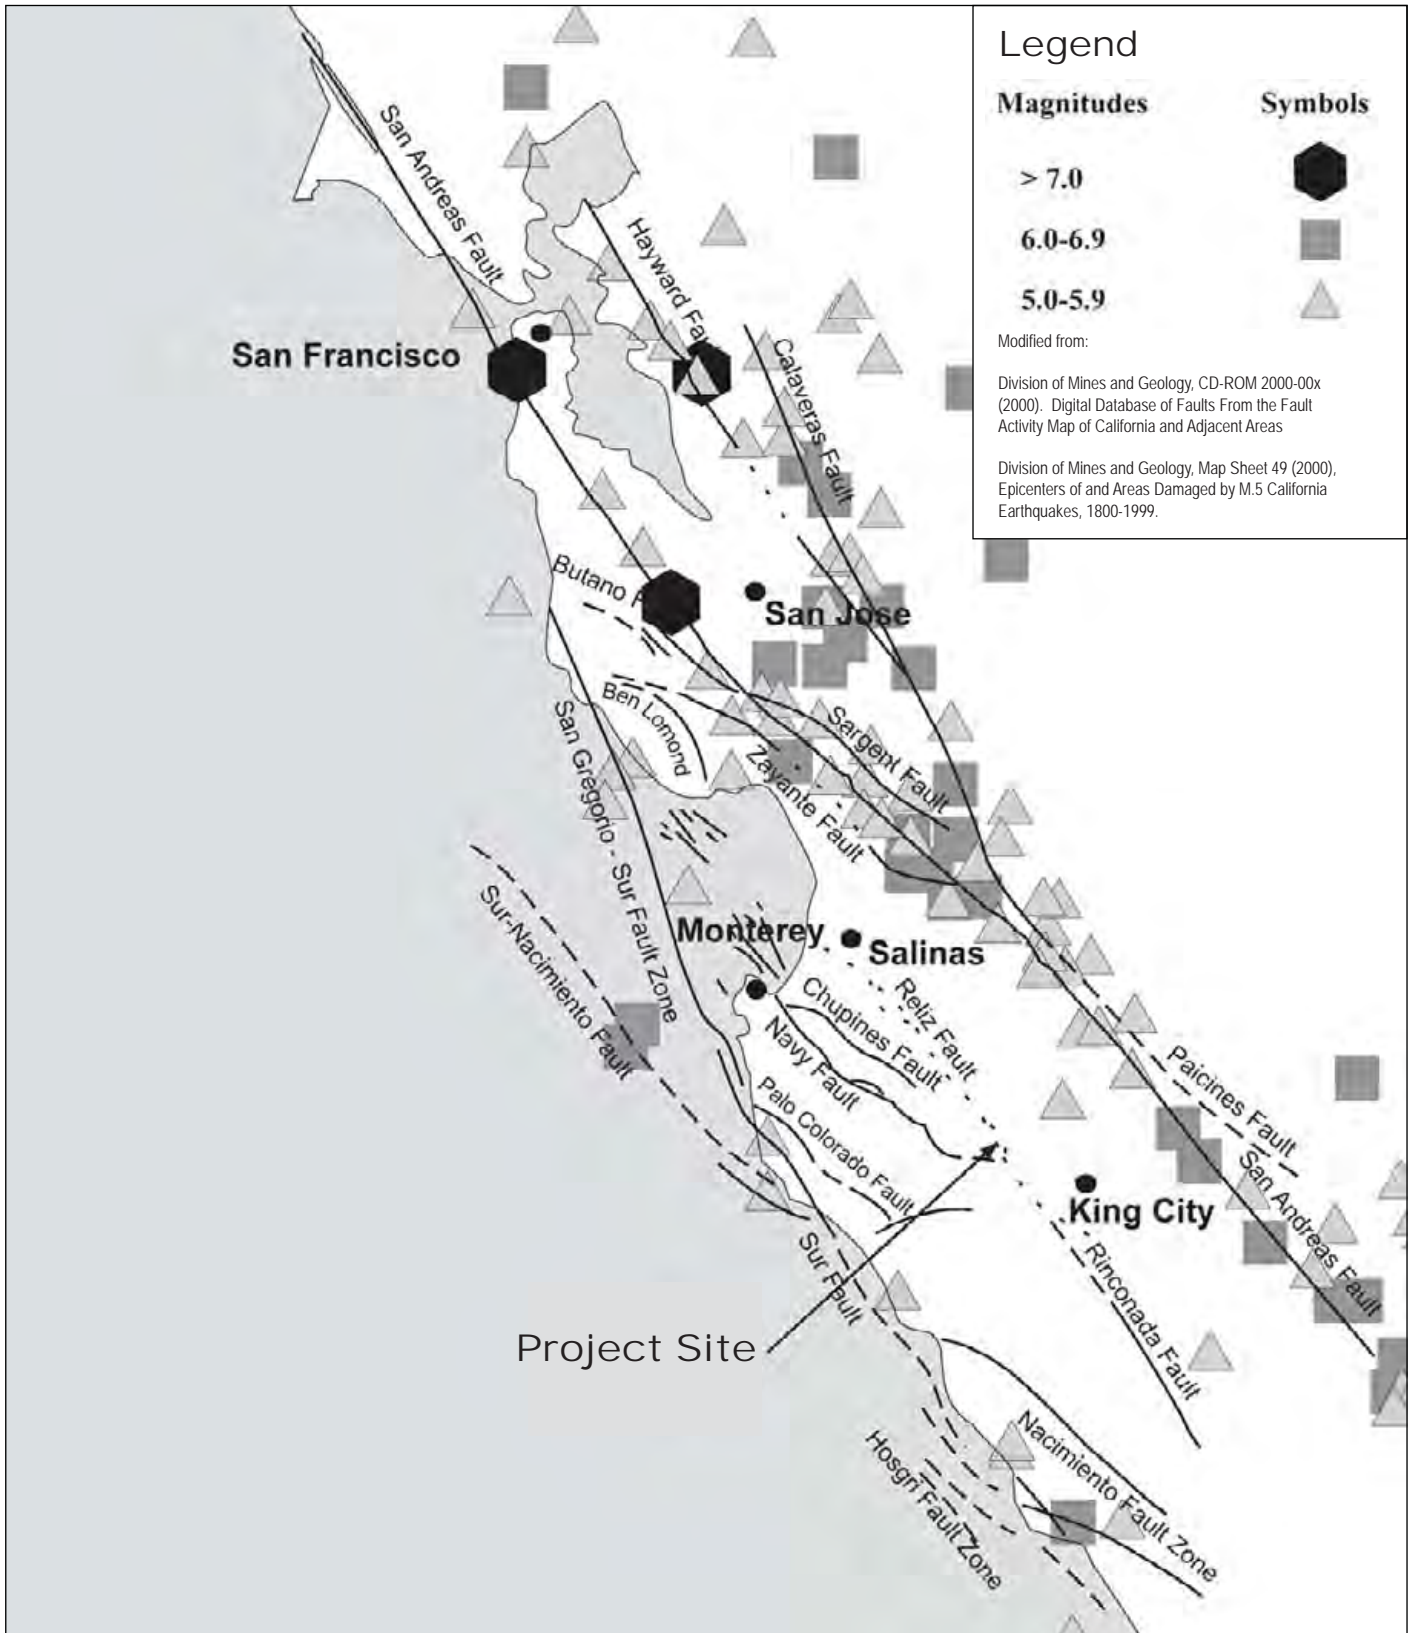 Legend
Magnitudes Symbols
> 7.0
6.0-6.9
5.0-5.9
Modified from:
Division of Mines and Geology, CD-ROM 2000-00x
(2000). Digital Database of Faults From the Fault
Activity Map of California and Adjacent Areas
Division of Mines and Geology, Map Sheet 49 (2000),
Epicenters of and Areas Damaged by M.5 California
Earthquakes, 1800-1999.
San Andreas Fault
Hayward
San Francisco
Calaveras Fault
Butano
San Jose
Ben Lomond
San Gregorio - Sur Fault Zone
Sargent Fault
Zayante Fault
Sur-Nacimiento Fault
Monterey
Salinas
Reliz Fault
Chupines Fault
Navy Fault
Palo Colorado Fault
Paicines Fault
San Andreas Fault
King City
Sur Fault
Rinconada Fault
Project Site
Nacimiento Fault Zone
Hosgri Fault Zone